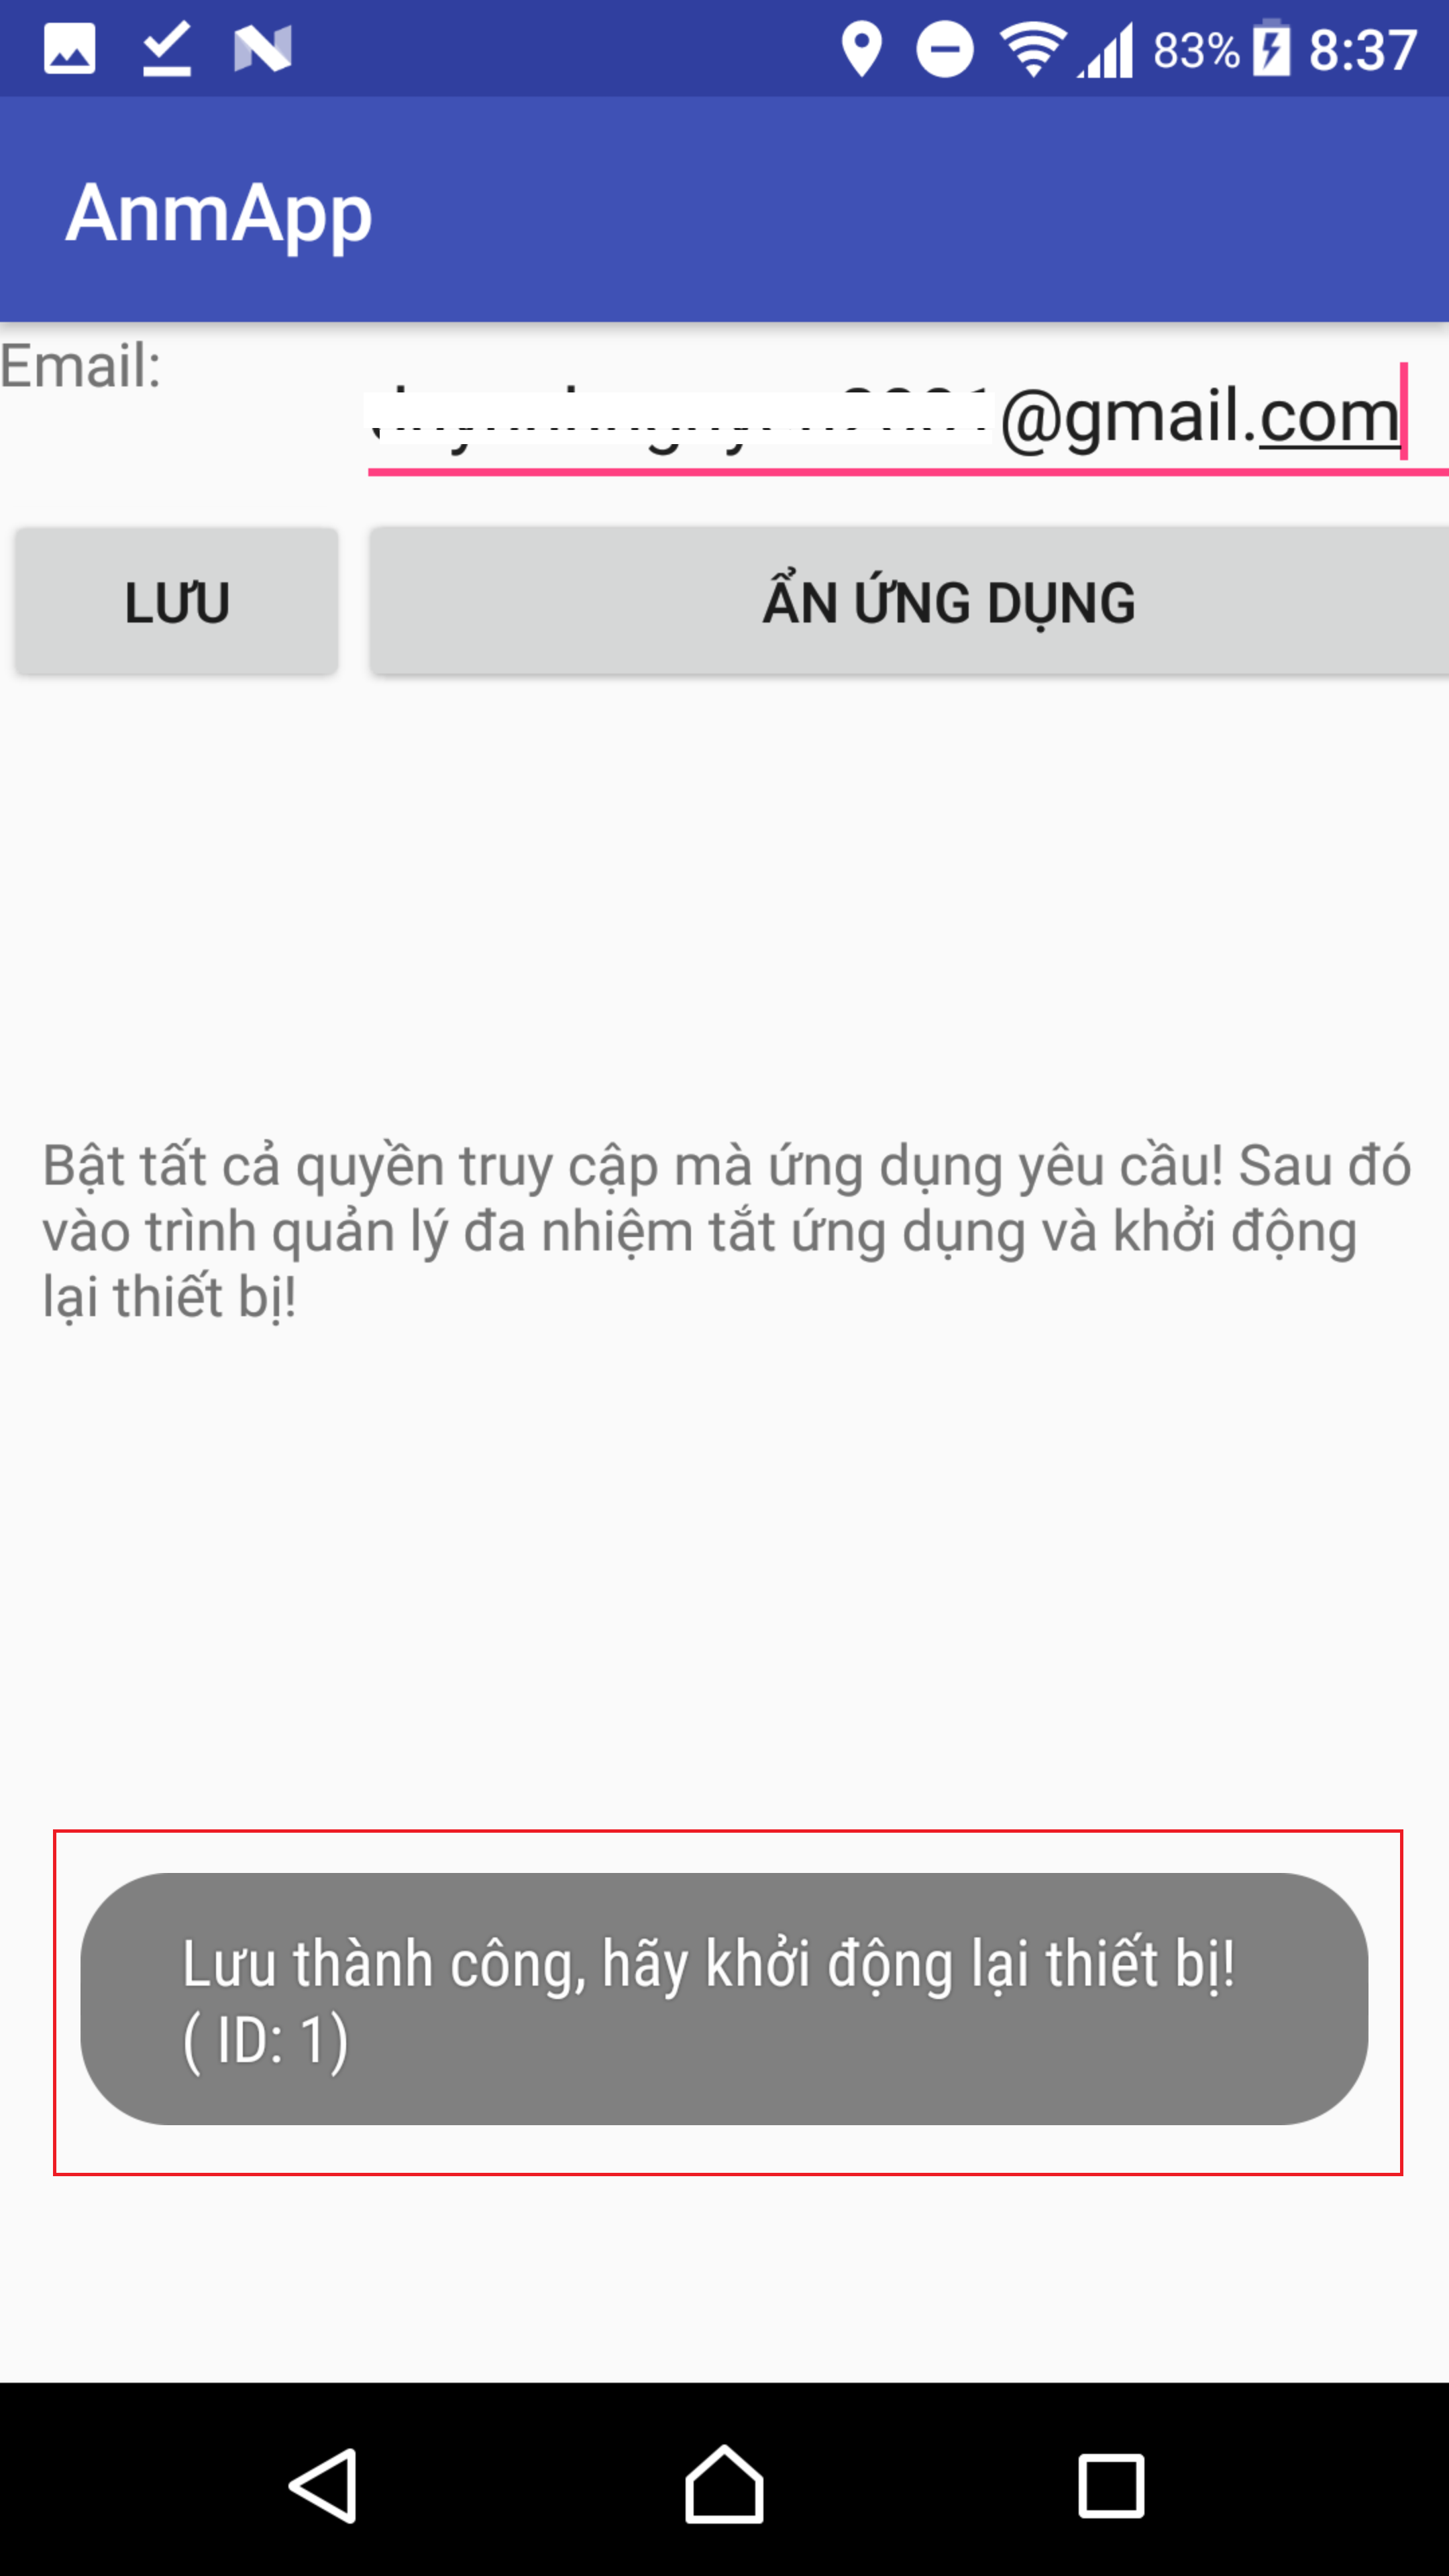 83% 8:37
AnmApp
Email:
@gmail.com
LƯU
ẨN ỨNG DỤNG
Bật tất cả quyền truy cập mà ứng dụng yêu cầu! Sau đó
vào trình quản lý đa nhiệm tắt ứng dụng và khởi động
lại thiết bị!
Lưu thành công, hãy khởi động lại thiết bị!
( ID: 1)